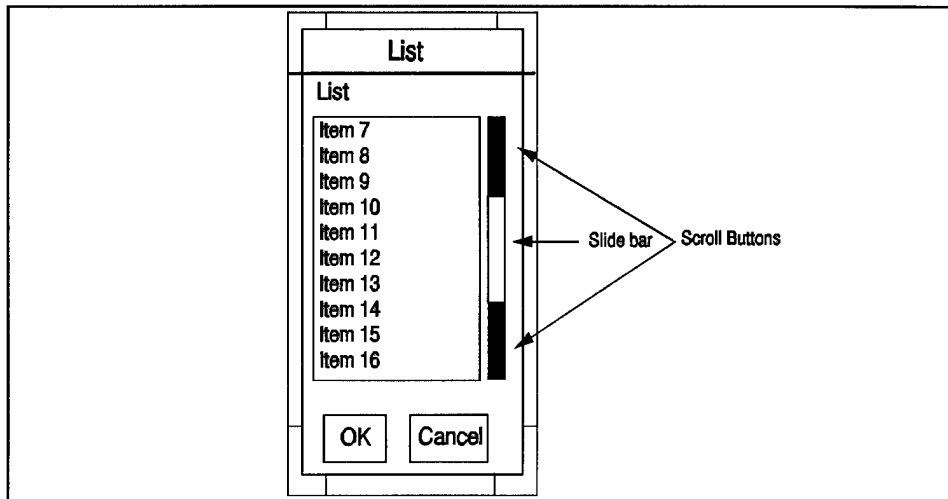 List
List
Item 7
Item 8
Item 9
Item 10
Item 11
Item 12
Item 13
Item 14
Item 15
Item 16
Slide bar
Scroll Buttons
OK
Cancel